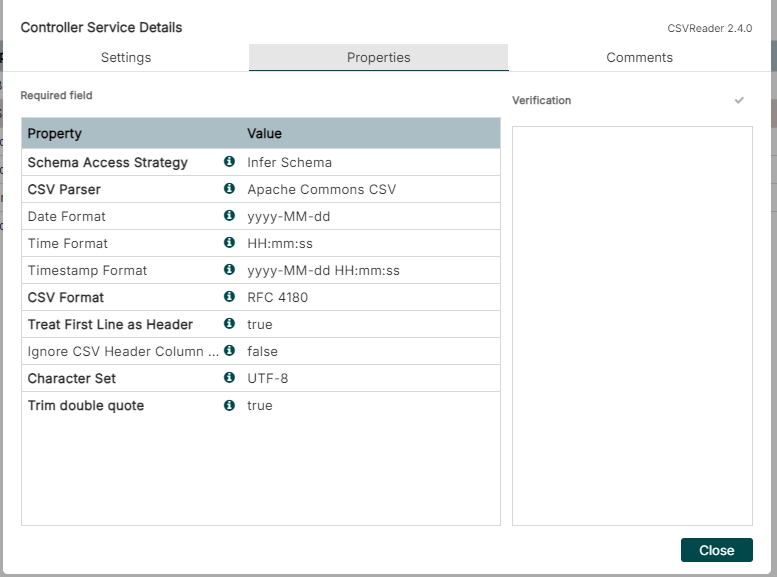 Controller Service Details
CSVReader 2.4.0
Settings
Properties
Comments
Required field
Verification
Property Value
Schema Access Strategy Infer Schema
CSV Parser Apache Commons CSV
Date Format yyyy-MM-dd
Time Format HH:mm:ss
Timestamp Format yyyy-MM-dd HH:mm:ss
CSV Format RFC 4180
Treat First Line as Header true
Ignore CSV Header Column ... false
Character Set UTF-8
Trim double quote true
Close